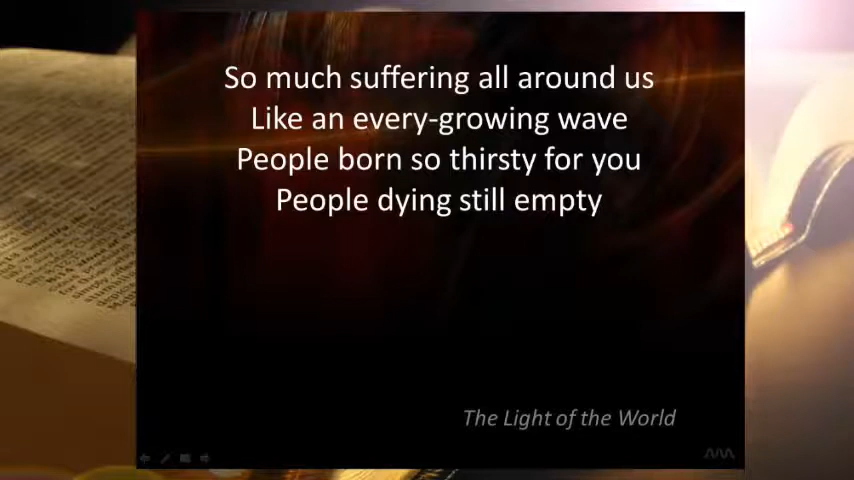 So much suffering all around us
Like an every-growing wave
People born so thirsty for you
People dying still empty
The Light of the World